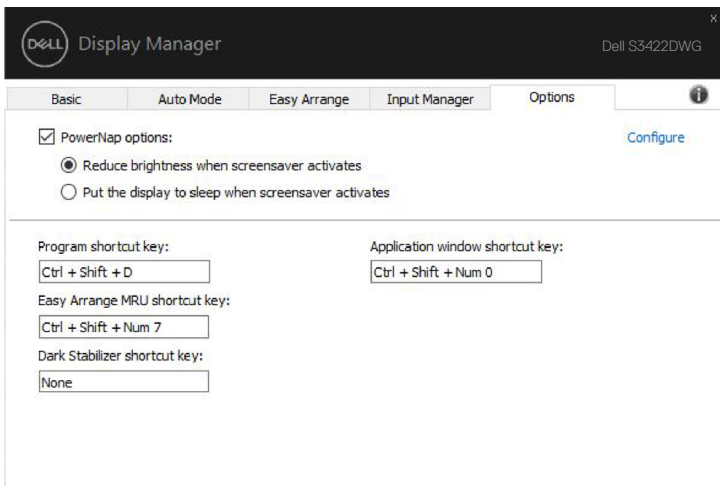 x
DELL Display Manager
Dell S3422DWG
Basic Auto Mode Easy Arrange Input Manager Options
PowerNap options: Configure
Reduce brightness when screensaver activates
Put the display to sleep when screensaver activates
Program shortcut key: Application window shortcut key:
Ctrl + Shift + D Ctrl + Shift + Num 0
Easy Arrange MRU shortcut key:
Ctrl + Shift + Num 7
Dark Stabilizer shortcut key:
None